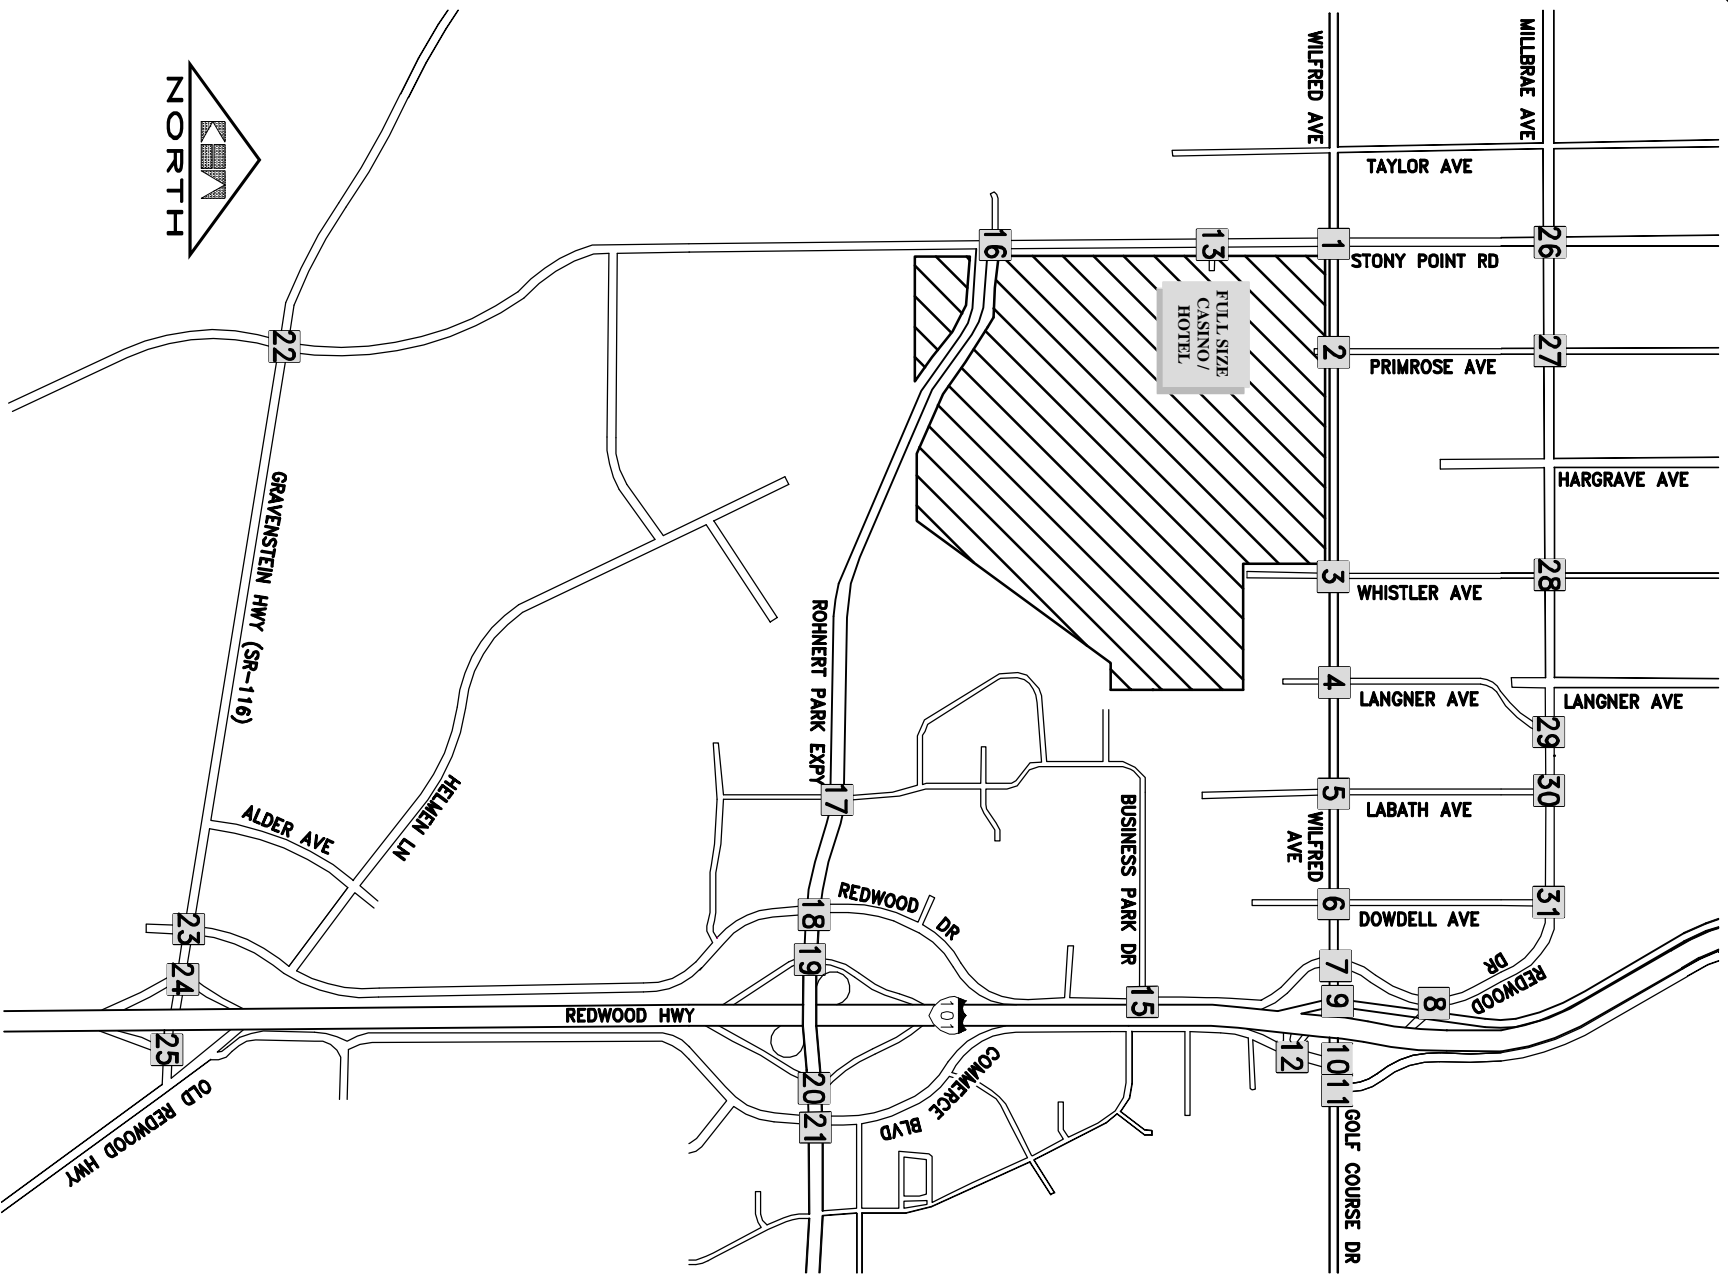 MILLBRAE AVE
WILFRED AVE
TAYLOR AVE
NORTH
KHA
26
1
13
16
STONY POINT RD
FULL SIZE
CASINO/
HOTEL
27
2
22
PRIMROSE AVE
HARGRAVE AVE
GRAVENSTEIN HWY (SR-116)
28
3
WHISTLER AVE
ROHNERT PARK EXPY
4
LANGNER AVE
LANGNER AVE
29
30
5
17
LABATH AVE
WILFRED
AVE
BUSINESS PARK DR
HELMEN LN
ALDER AVE
31
6
DOWDELL AVE
REDWOOD DR
18
23
19
24
7
REDWOOD
DR
8
9
15
101
REDWOOD HWY
25
12
10
11
20
21
COMMERCE BLVD
OLD REDWOOD HWY
GOLF COURSE DR